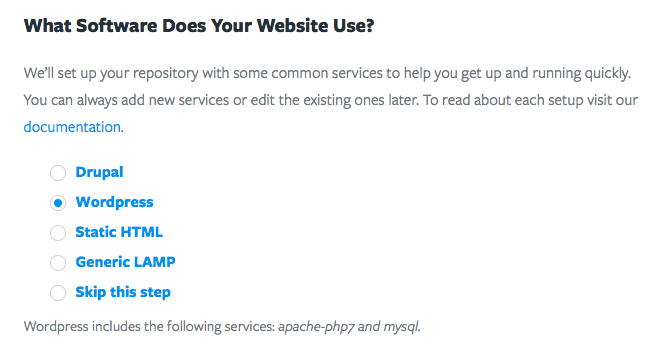 What Software Does Your Website Use?
We'll set up your repository with some common services to help you get up and running quickly.
You can always add new services or edit the existing ones later. To read about each setup visit our
documentation.
Drupal
Wordpress
Static HTML
Generic LAMP
Skip this step
Wordpress includes the following services: apache-php7 and mysql.